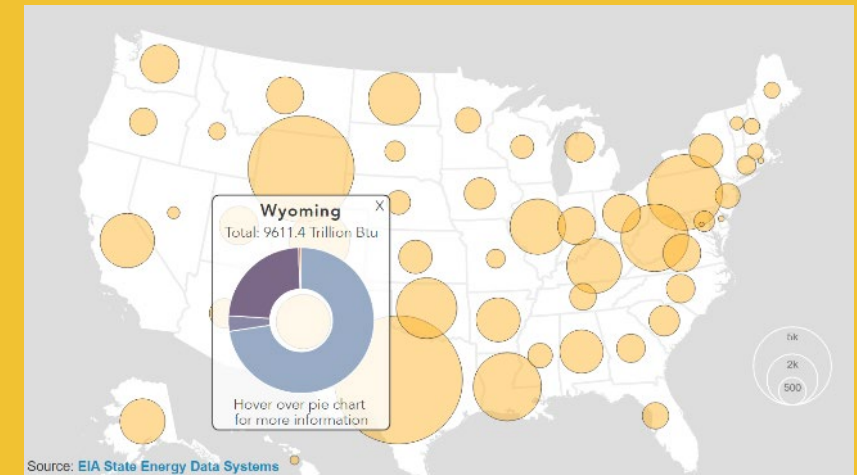 Wyoming
X
Total: 9611.4 Trillion Btu
Hover over pie chart
for more information
5k
2k
500
Source: EIA State Energy Data Systems